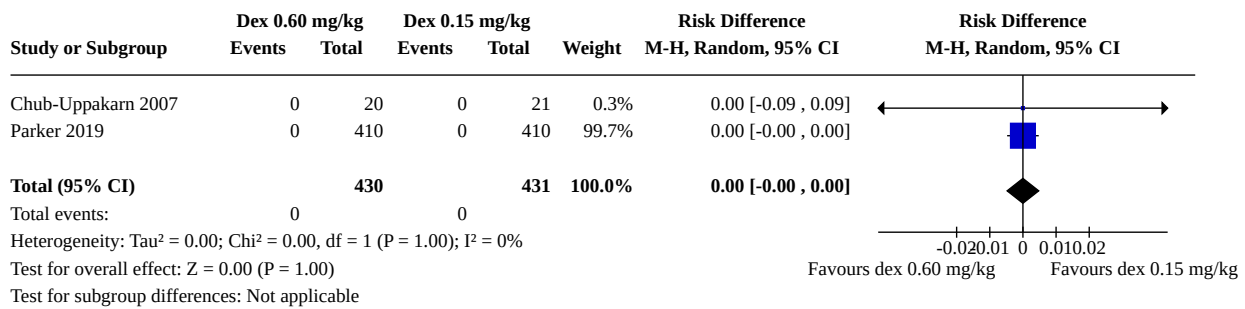 Dex 0.60 mg/kg Dex 0.15 mg/kg Risk Difference Risk Difference
Study or Subgroup Events Total Events Total Weight M-H, Random, 95% CI M-H, Random, 95% CI
Chub-Uppakarn 2007 0 20 0 21 0.3% 0.00 [-0.09 , 0.09]
Parker 2019 0 410 0 410 99.7% 0.00 [-0.00 , 0.00]
Total (95% CI) 430 431 100.0% 0.00 [-0.00 , 0.00]
Total events: 0 0
Heterogeneity: Tau² = 0.00; Chi² = 0.00, df = 1 (P = 1.00); I² = 0%
-0.02 -0.01 0 0.01 0.02
Test for overall effect: Z = 0.00 (P = 1.00) Favours dex 0.60 mg/kg Favours dex 0.15 mg/kg
Test for subgroup differences: Not applicable